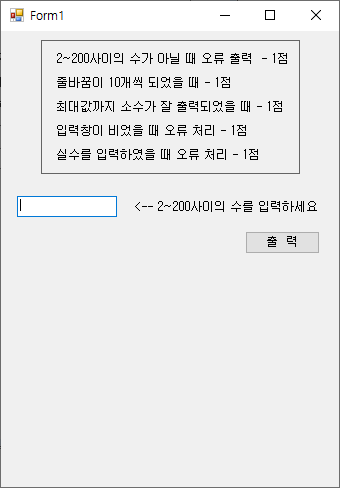 Form1
2~200사이의 수가 아닐 때 오류 출력 - 1점
줄바꿈이 10개씩 되었을 때 - 1점
최대값까지 소수가 잘 출력되었을 때 - 1점
입력창이 비었을 때 오류 처리 - 1점
실수를 입력하였을 때 오류 처리 - 1점
<-- 2~200사이의 수를 입력하세요
출 력